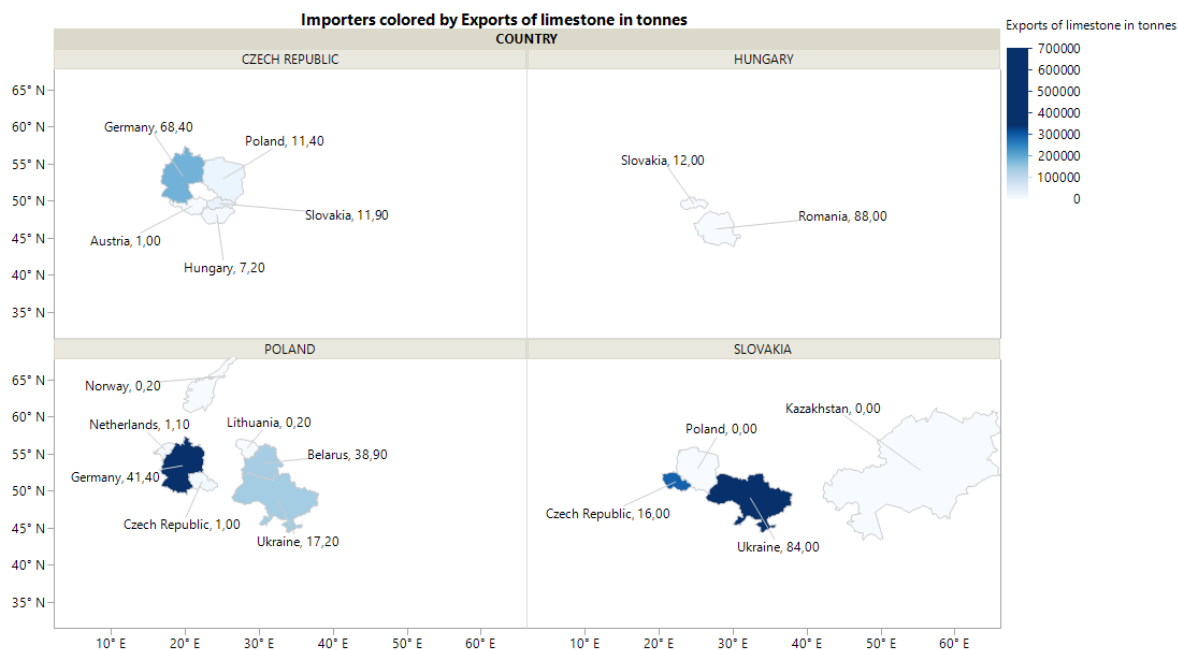 Importers colored by Exports of limestone in tonnes
COUNTRY
CZECH REPUBLIC
HUNGARY
65° N
60° N
55° N
50° N
45° N
40° N
35° N
Germany, 68,40
Poland, 11,40
Slovakia, 11,90
Austria, 1,00
Hungary, 7,20
Slovakia, 12,00
Romania, 88,00
POLAND
SLOVAKIA
65° N
60° N
55° N
50° N
45° N
40° N
35° N
Norway, 0,20
Netherlands, 1,10
Lithuania, 0,20
Belarus, 38,90
Germany, 41,40
Czech Republic, 1,00
Ukraine, 17,20
Kazakhstan, 0,00
Poland, 0,00
Czech Republic, 16,00
Ukraine, 84,00
10° E 20° E 30° E 40° E 50° E 60° E
10° E 20° E 30° E 40° E 50° E 60° E
Exports of limestone in tonnes
700000
600000
500000
400000
300000
200000
100000
0